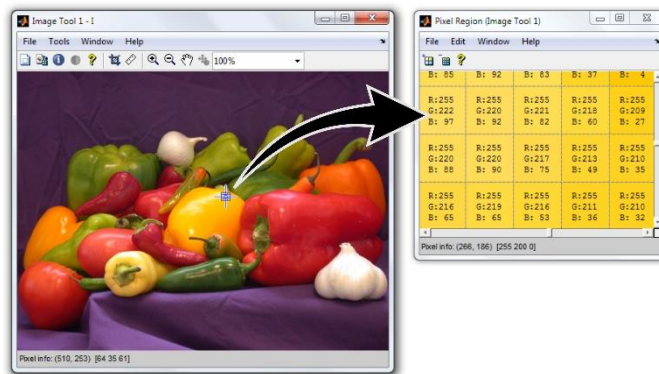 Image Tool 1 - I
File Tools Window Help
100%
Pixel info: (510, 253) [64 35 61]
Pixel Region (Image Tool 1)
File Edit Window Help
B: 85 B: 92 B: 83 B: 37 B: 4
R:255 R:255 R:255 R:255 R:255
G:222 G:220 G:221 G:218 G:209
B: 97 B: 92 B: 82 B: 60 B: 27
R:255 R:255 R:255 R:255 R:255
G:220 G:220 G:217 G:213 G:210
B: 88 B: 90 B: 75 B: 49 B: 35
R:255 R:255 R:255 R:255 R:255
G:216 G:219 G:216 G:211 G:210
B: 65 B: 65 B: 53 B: 36 B: 32
Pixel info: (266, 186) [255 200 0]